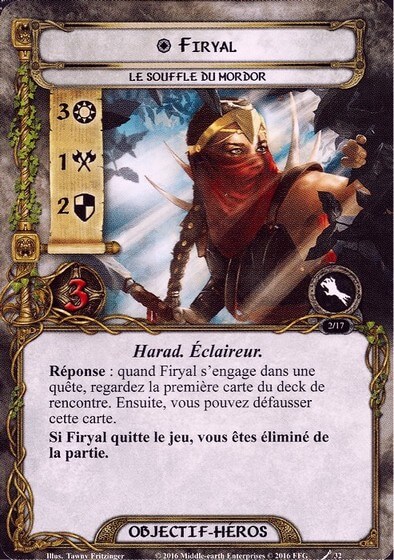 FIRYAL
LE SOUFFLE DU MORDOR
3
1
2
3
2/17
Harad. Éclaireur.
Réponse : quand Firyal s'engage dans une
quête, regardez la première carte du deck de
rencontre. Ensuite, vous pouvez défausser
cette carte.
Si Firyal quitte le jeu, vous êtes éliminé de
la partie.
OBJECTIF-HÉROS
Illus. Tawny Fritzinger © 2016 Middle-earth Enterprises © 2016 FFG 32